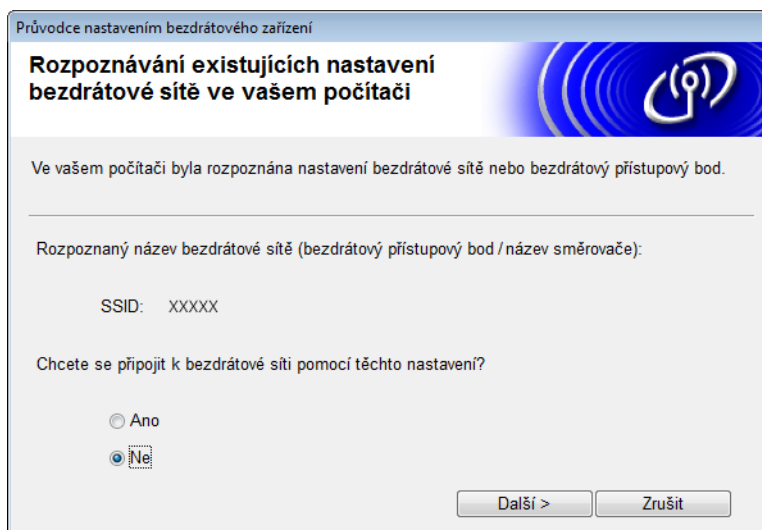 Průvodce nastavením bezdrátového zařízení
Rozpoznávání existujících nastavení
bezdrátové sítě ve vašem počítači
Ve vašem počítači byla rozpoznána nastavení bezdrátové sítě nebo bezdrátový přístupový bod.
Rozpoznaný název bezdrátové sítě (bezdrátový přístupový bod / název směrovače):
SSID: XXXXX
Chcete se připojit k bezdrátové síti pomocí těchto nastavení?
Ano
Ne
Další > Zrušit